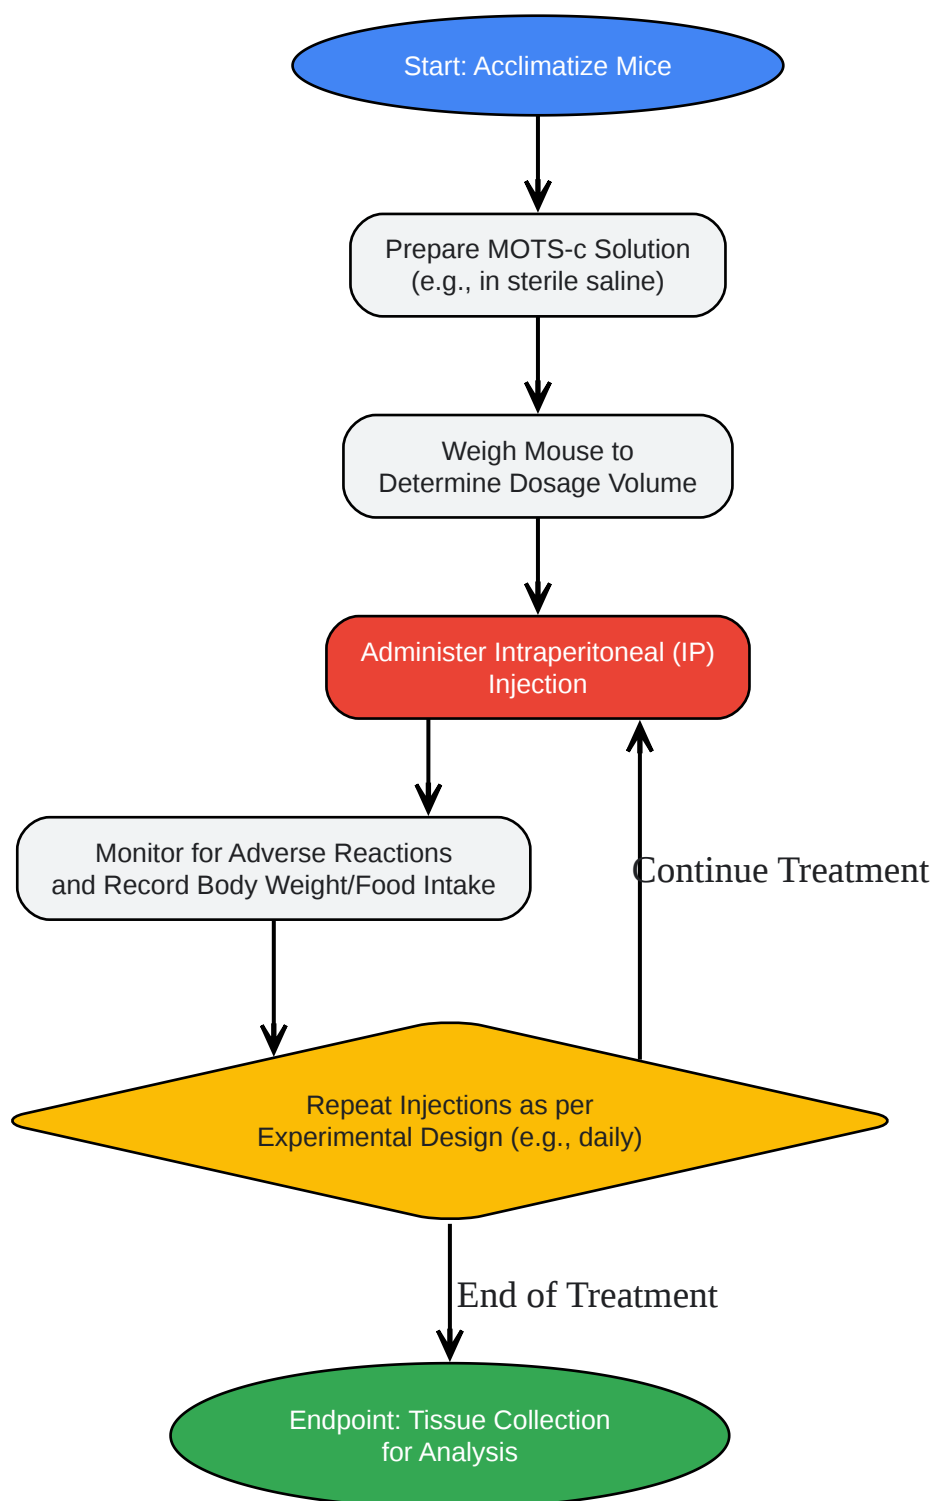 Start: Acclimatize Mice
Prepare MOTS-c Solution
(e.g., in sterile saline)
Weigh Mouse to
Determine Dosage Volume
Administer Intraperitoneal (IP)
Injection
Monitor for Adverse Reactions
and Record Body Weight/Food Intake
Continue Treatment
Repeat Injections as per
Experimental Design (e.g., daily)
End of Treatment
Endpoint: Tissue Collection
for Analysis